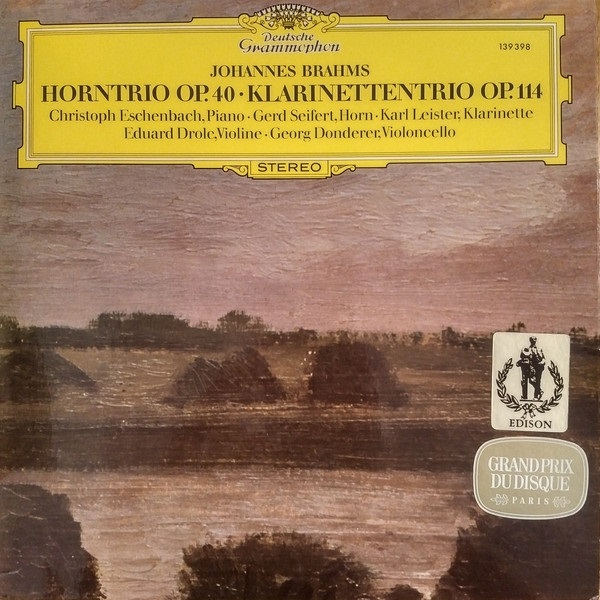 Deutsche
Grammophon
139 398
JOHANNES BRAHMS
HORNTRIO OP. 40 · KLARINETTENTRIO OP. 114
Christoph Eschenbach, Piano · Gerd Seifert, Horn · Karl Leister, Klarinette
Eduard Drolc, Violine · Georg Donderer, Violoncello
STEREO
EDISON
GRAND PRIX
DU DISQUE
PARIS